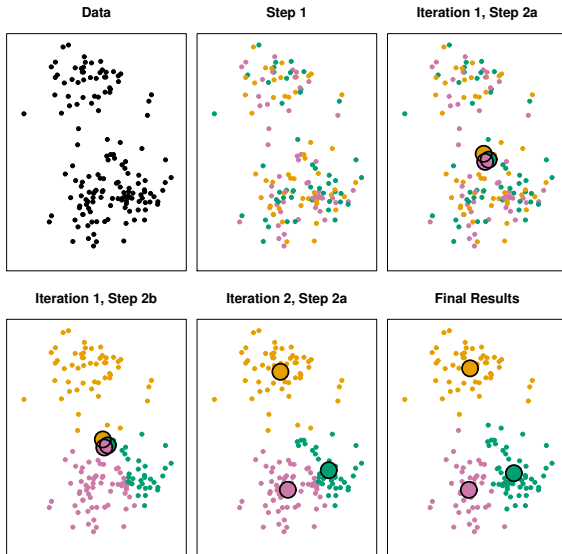 Data
Step 1
Iteration 1, Step 2a
Iteration 1, Step 2b
Iteration 2, Step 2a
Final Results